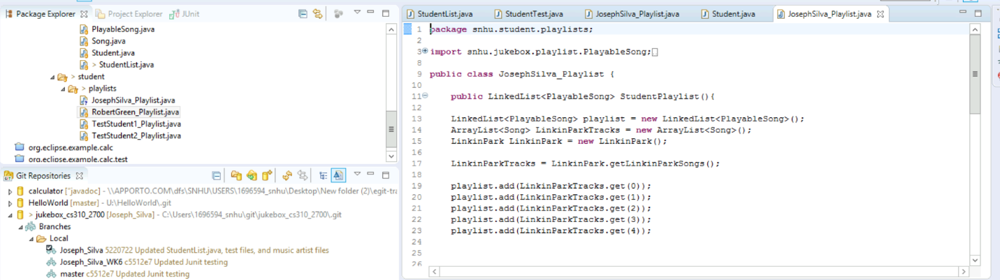 Package Explorer
Project Explorer
JUnit
PlayableSong.java
Song.java
Student.java
> StudentList.java
> student
> playlists
JosephSilva_Playlist.java
RobertGreen_Playlist.java
TestStudent1_Playlist.java
TestStudent2_Playlist.java
org.eclipse.example.calc
org.eclipse.example.calc.test
Git Repositories
calculator ["javadoc] - \\APPORTO.COM\dfs\SNHU\USERS\1696594_snhu\Desktop\New folder (2)\egit-tra
HelloWorld [master] - U:\HelloWorld\.git
> jukebox_cs310_2700 [Joseph_Silva] - C:\Users\1696594_snhu\git\jukebox_cs310_2700\.git
Branches
Local
Joseph_Silva 5220722 Updated StudentList.java, test files, and music artist files
Joseph_Silva_WK6 c5512e7 Updated Junit testing
master c5512e7 Updated Junit testing
StudentList.java
StudentTest.java
JosephSilva_Playlist.java
Student.java
JosephSilva_Playlist.java
1 package snhu.student.playlists;
2
3 import snhu.jukebox.playlist.PlayableSong;
8
9 public class JosephSilva_Playlist {
10
11 public LinkedList<PlayableSong> StudentPlaylist(){
12
13 LinkedList<PlayableSong> playlist = new LinkedList<PlayableSong>();
14 ArrayList<Song> LinkinParkTracks = new ArrayList<Song>();
15 LinkinPark LinkinPark = new LinkinPark();
16
17 LinkinParkTracks = LinkinPark.getLinkinParkSongs();
18
19 playlist.add(LinkinParkTracks.get(0));
20 playlist.add(LinkinParkTracks.get(1));
21 playlist.add(LinkinParkTracks.get(2));
22 playlist.add(LinkinParkTracks.get(3));
23 playlist.add(LinkinParkTracks.get(4));
24
25
26